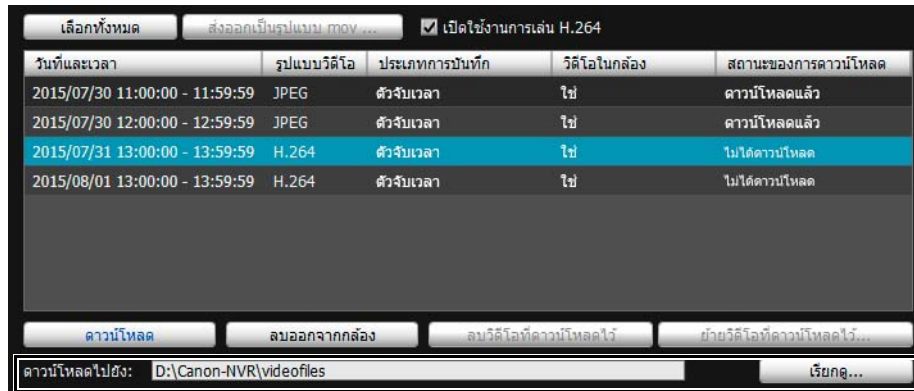 เลือกทั้งหมด ส่งออกเป็นรูปแบบ mov ... เปิดใช้งานการเล่น H.264
วันที่และเวลา รูปแบบวิดีโอ ประเภทการบันทึก วิดีโอในกล้อง สถานะของการดาวน์โหลด
2015/07/30 11:00:00 - 11:59:59 JPEG ตัวจับเวลา ใช่ ดาวน์โหลดแล้ว
2015/07/30 12:00:00 - 12:59:59 JPEG ตัวจับเวลา ใช่ ดาวน์โหลดแล้ว
2015/07/31 13:00:00 - 13:59:59 H.264 ตัวจับเวลา ใช่ ไม่ได้ดาวน์โหลด
2015/08/01 13:00:00 - 13:59:59 H.264 ตัวจับเวลา ใช่ ไม่ได้ดาวน์โหลด
ดาวน์โหลด ลบออกจากกล้อง ลบวิดีโอที่ดาวน์โหลดไว้ ย้ายวิดีโอที่ดาวน์โหลดไว้...
ดาวน์โหลดไปยัง: D:\Canon-NVR\videofiles เรียกดู...